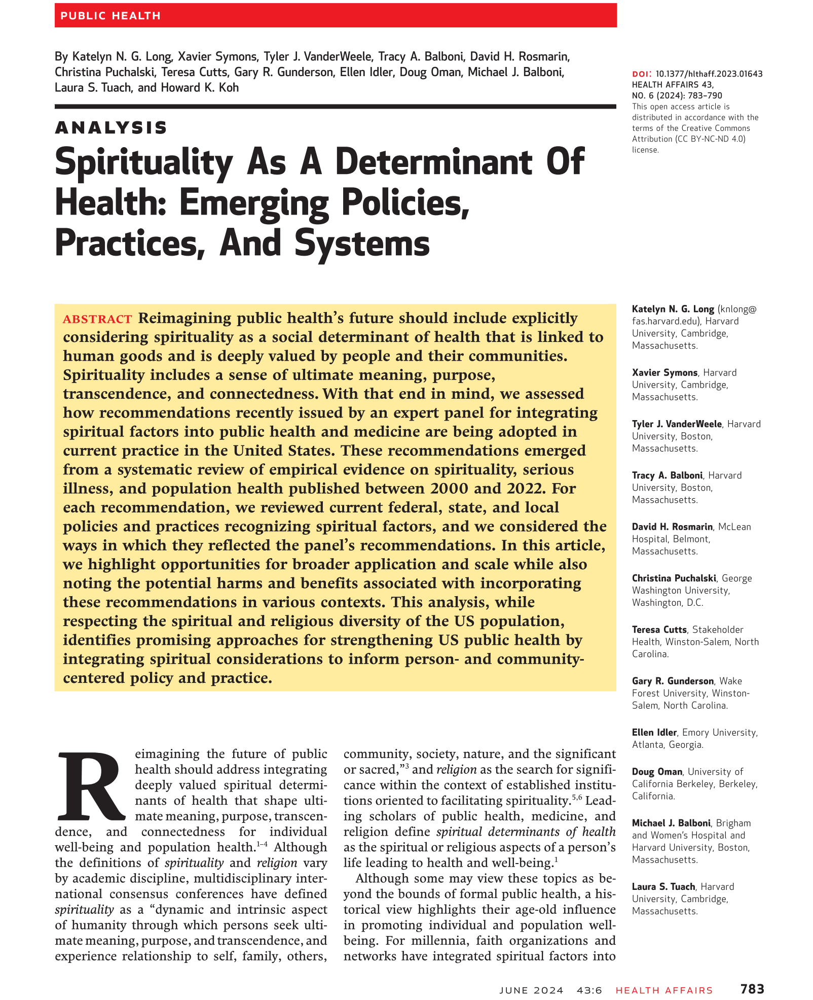 PUBLIC HEALTH
By Katelyn N. G. Long, Xavier Symons, Tyler J. VanderWeele, Tracy A. Balboni, David H. Rosmarin,
Christina Puchalski, Teresa Cutts, Gary R. Gunderson, Ellen Idler, Doug Oman, Michael J. Balboni,
Laura S. Tuach, and Howard K. Koh
ANALYSIS
Spirituality As A Determinant Of
Health: Emerging Policies,
Practices, And Systems
DOI: 10.1377/hlthaff.2023.01643
HEALTH AFFAIRS 43,
NO. 6 (2024): 783–790
This open access article is
distributed in accordance with the
terms of the Creative Commons
Attribution (CC BY-NC-ND 4.0)
license.
ABSTRACT Reimagining public health’s future should include explicitly
considering spirituality as a social determinant of health that is linked to
human goods and is deeply valued by people and their communities.
Spirituality includes a sense of ultimate meaning, purpose,
transcendence, and connectedness. With that end in mind, we assessed
how recommendations recently issued by an expert panel for integrating
spiritual factors into public health and medicine are being adopted in
current practice in the United States. These recommendations emerged
from a systematic review of empirical evidence on spirituality, serious
illness, and population health published between 2000 and 2022. For
each recommendation, we reviewed current federal, state, and local
policies and practices recognizing spiritual factors, and we considered the
ways in which they reflected the panel’s recommendations. In this article,
we highlight opportunities for broader application and scale while also
noting the potential harms and benefits associated with incorporating
these recommendations in various contexts. This analysis, while
respecting the spiritual and religious diversity of the US population,
identifies promising approaches for strengthening US public health by
integrating spiritual considerations to inform person- and community-
centered policy and practice.
Katelyn N. G. Long (knlong@
fas.harvard.edu), Harvard
University, Cambridge,
Massachusetts.
Xavier Symons, Harvard
University, Cambridge,
Massachusetts.
Tyler J. VanderWeele, Harvard
University, Boston,
Massachusetts.
Tracy A. Balboni, Harvard
University, Boston,
Massachusetts.
David H. Rosmarin, McLean
Hospital, Belmont,
Massachusetts.
Christina Puchalski, George
Washington University,
Washington, D.C.
Teresa Cutts, Stakeholder
Health, Winston-Salem, North
Carolina.
Gary R. Gunderson, Wake
Forest University, Winston-
Salem, North Carolina.
Ellen Idler, Emory University,
Atlanta, Georgia.
Doug Oman, University of
California Berkeley, Berkeley,
California.
Michael J. Balboni, Brigham
and Women’s Hospital and
Harvard University, Boston,
Massachusetts.
Laura S. Tuach, Harvard
University, Cambridge,
Massachusetts.
Reimagining the future of public
health should address integrating
deeply valued spiritual determi-
nants of health that shape ulti-
mate meaning, purpose, transcen-
dence, and connectedness for individual
well-being and population health.1–4 Although
the definitions of spirituality and religion vary
by academic discipline, multidisciplinary inter-
national consensus conferences have defined
spirituality as a “dynamic and intrinsic aspect
of humanity through which persons seek ulti-
mate meaning, purpose, and transcendence, and
experience relationship to self, family, others,
community, society, nature, and the significant
or sacred,”3 and religion as the search for signifi-
cance within the context of established institu-
tions oriented to facilitating spirituality.5,6 Lead-
ing scholars of public health, medicine, and
religion define spiritual determinants of health
as the spiritual or religious aspects of a person’s
life leading to health and well-being.1
Although some may view these topics as be-
yond the bounds of formal public health, a his-
torical view highlights their age-old influence
in promoting individual and population well-
being. For millennia, faith organizations and
networks have integrated spiritual factors into
JUNE 2024 43:6 HEALTH AFFAIRS 783